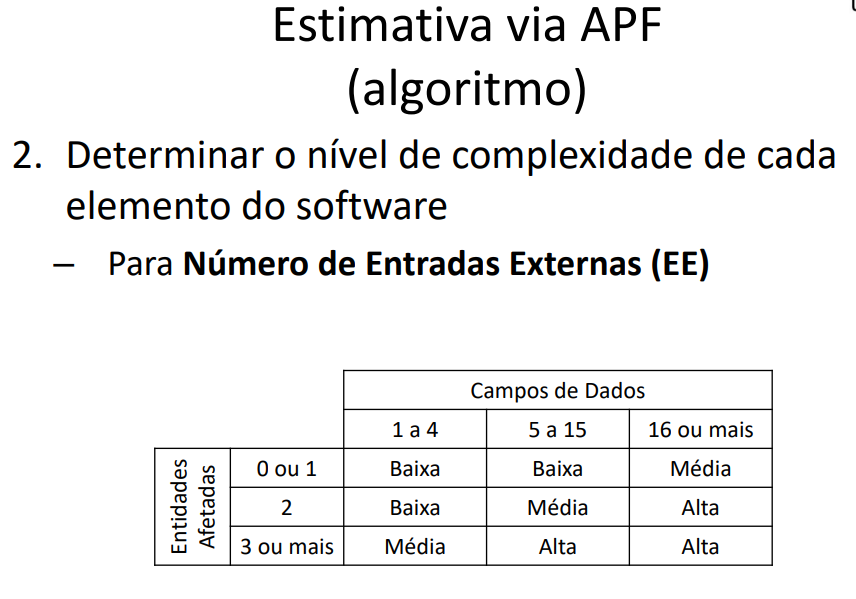 Estimativa via APF
(algoritmo)
2. Determinar o nível de complexidade de cada
elemento do software
– Para Número de Entradas Externas (EE)
Campos de Dados
1 a 4 5 a 15 16 ou mais
Entidades
Afetadas
0 ou 1 Baixa Baixa Média
2 Baixa Média Alta
3 ou mais Média Alta Alta